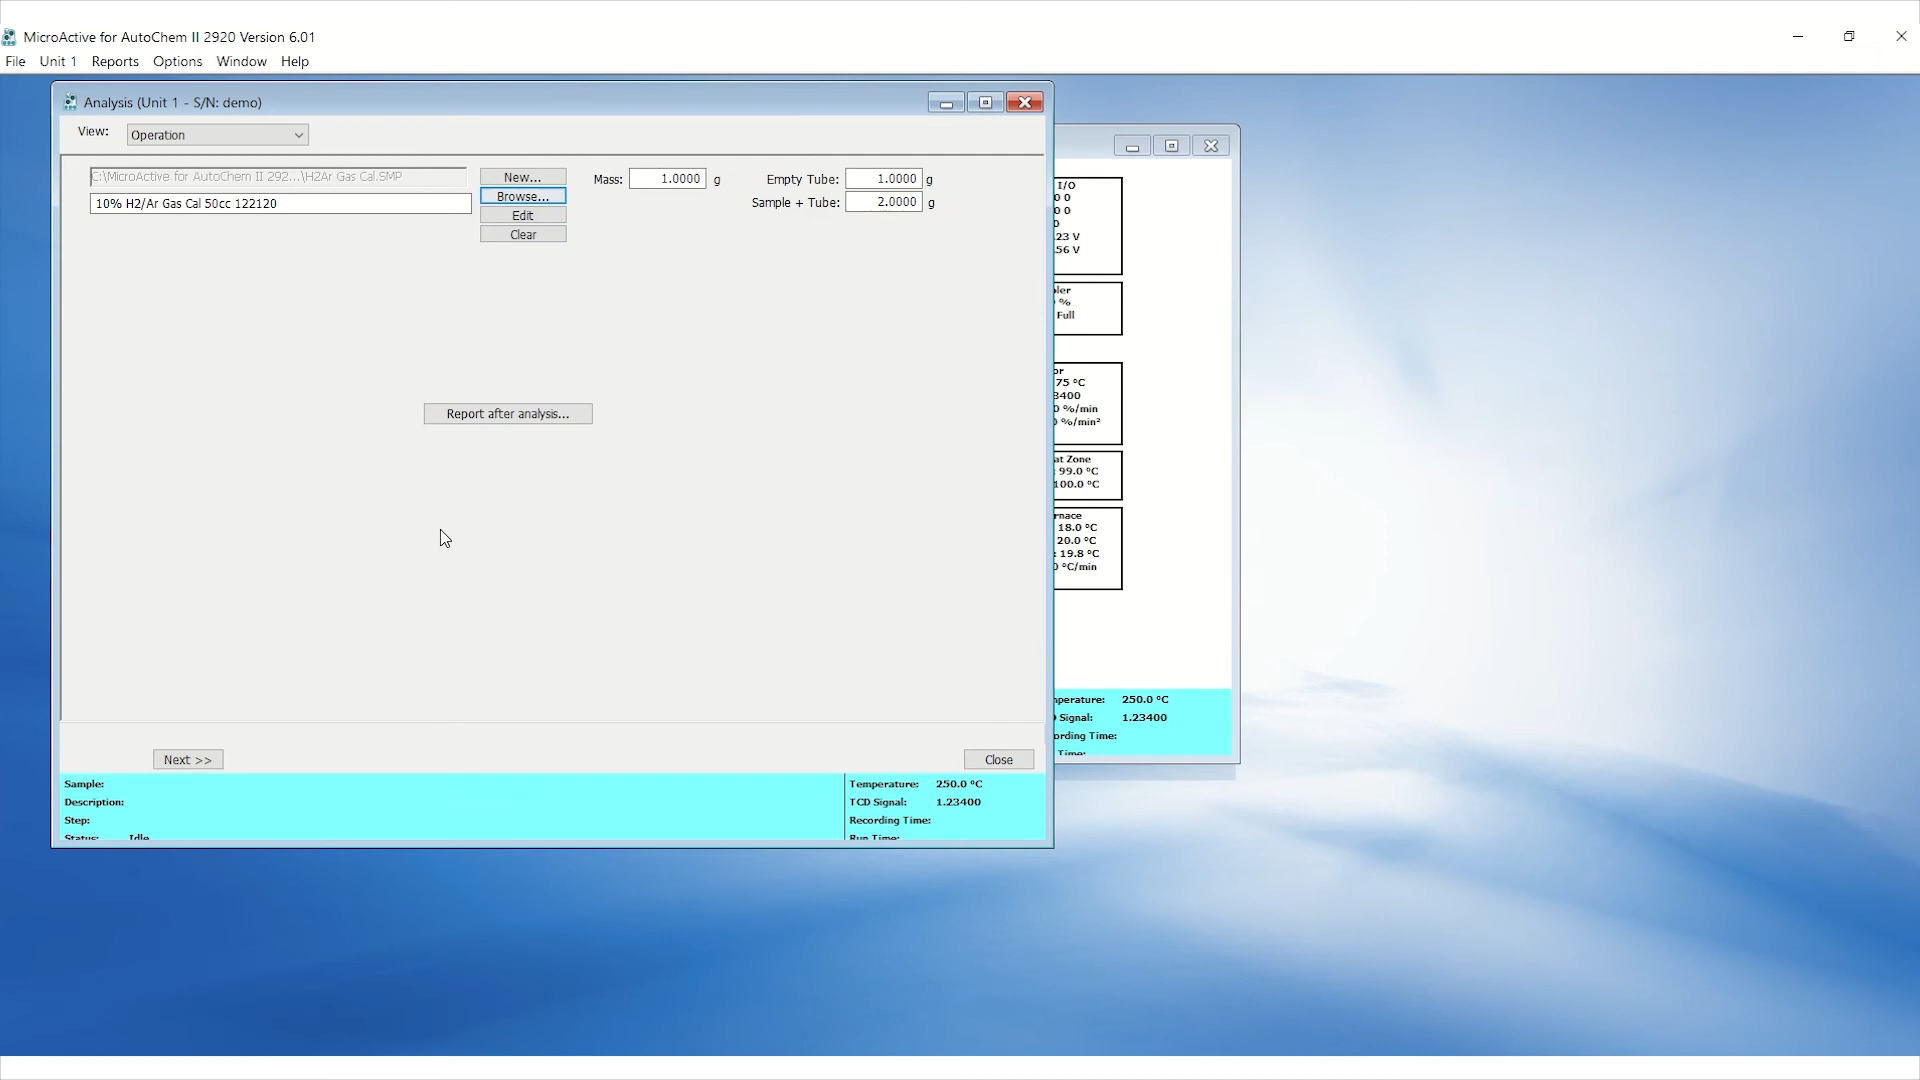 MicroActive for AutoChem II 2920 Version 6.01
File Unit 1 Reports Options Window Help
Analysis (Unit 1 - S/N: demo)
View: Operation
C:\MicroActive for AutoChem II 292...\H2Ar Gas Cal.SMP
10% H2/Ar Gas Cal 50cc 122120
New...
Browse...
Edit
Clear
Mass: 1.0000 g
Empty Tube: 1.0000 g
Sample + Tube: 2.0000 g
Report after analysis...
Next >>
Close
Sample:
Description:
Step:
Status: Idle
Temperature: 250.0 °C
TCD Signal: 1.23400
Recording Time:
Run Time:
I/O
0 0
0 0
0
.23 V
.56 V
ler
%
Full
or
75 °C
3400
0 %/min
0 %/min²
at Zone
: 99.0 °C
100.0 °C
rnace
18.0 °C
20.0 °C
: 19.8 °C
0 °C/min
nperature: 250.0 °C
Signal: 1.23400
ording Time:
Time: